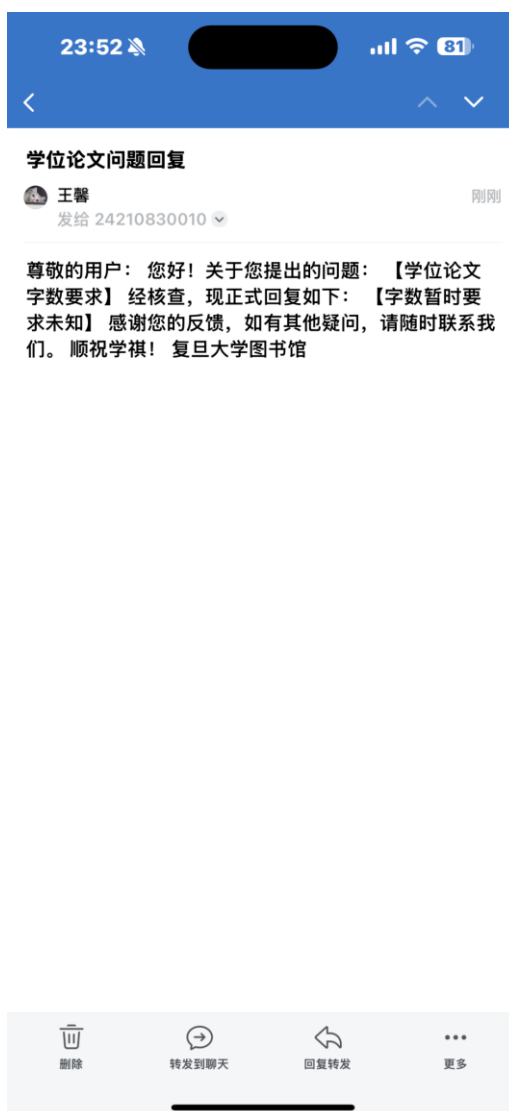 23:52
81
学位论文问题回复
王馨
刚刚
发给 24210830010
尊敬的用户： 您好！关于您提出的问题： 【学位论文
字数要求】 经核查，现正式回复如下： 【字数暂时要
求未知】 感谢您的反馈，如有其他疑问，请随时联系我
们。 顺祝学祺！ 复旦大学图书馆
删除
转发到聊天
回复转发
更多